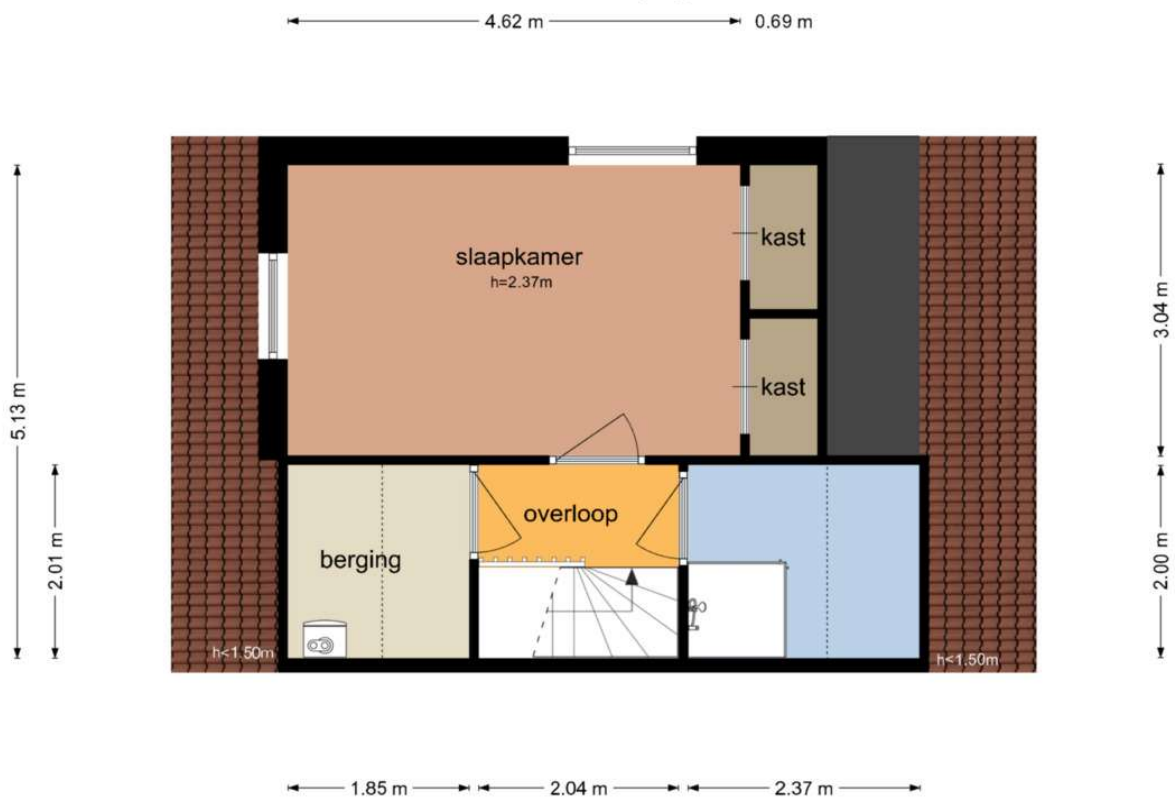 4.62 m
0.69 m
kast
slaapkamer
h=2.37m
3.04 m
5.13 m
kast
overloop
berging
2.01 m
2.00 m
h<1.50m
h<1.50m
1.85 m
2.04 m
2.37 m